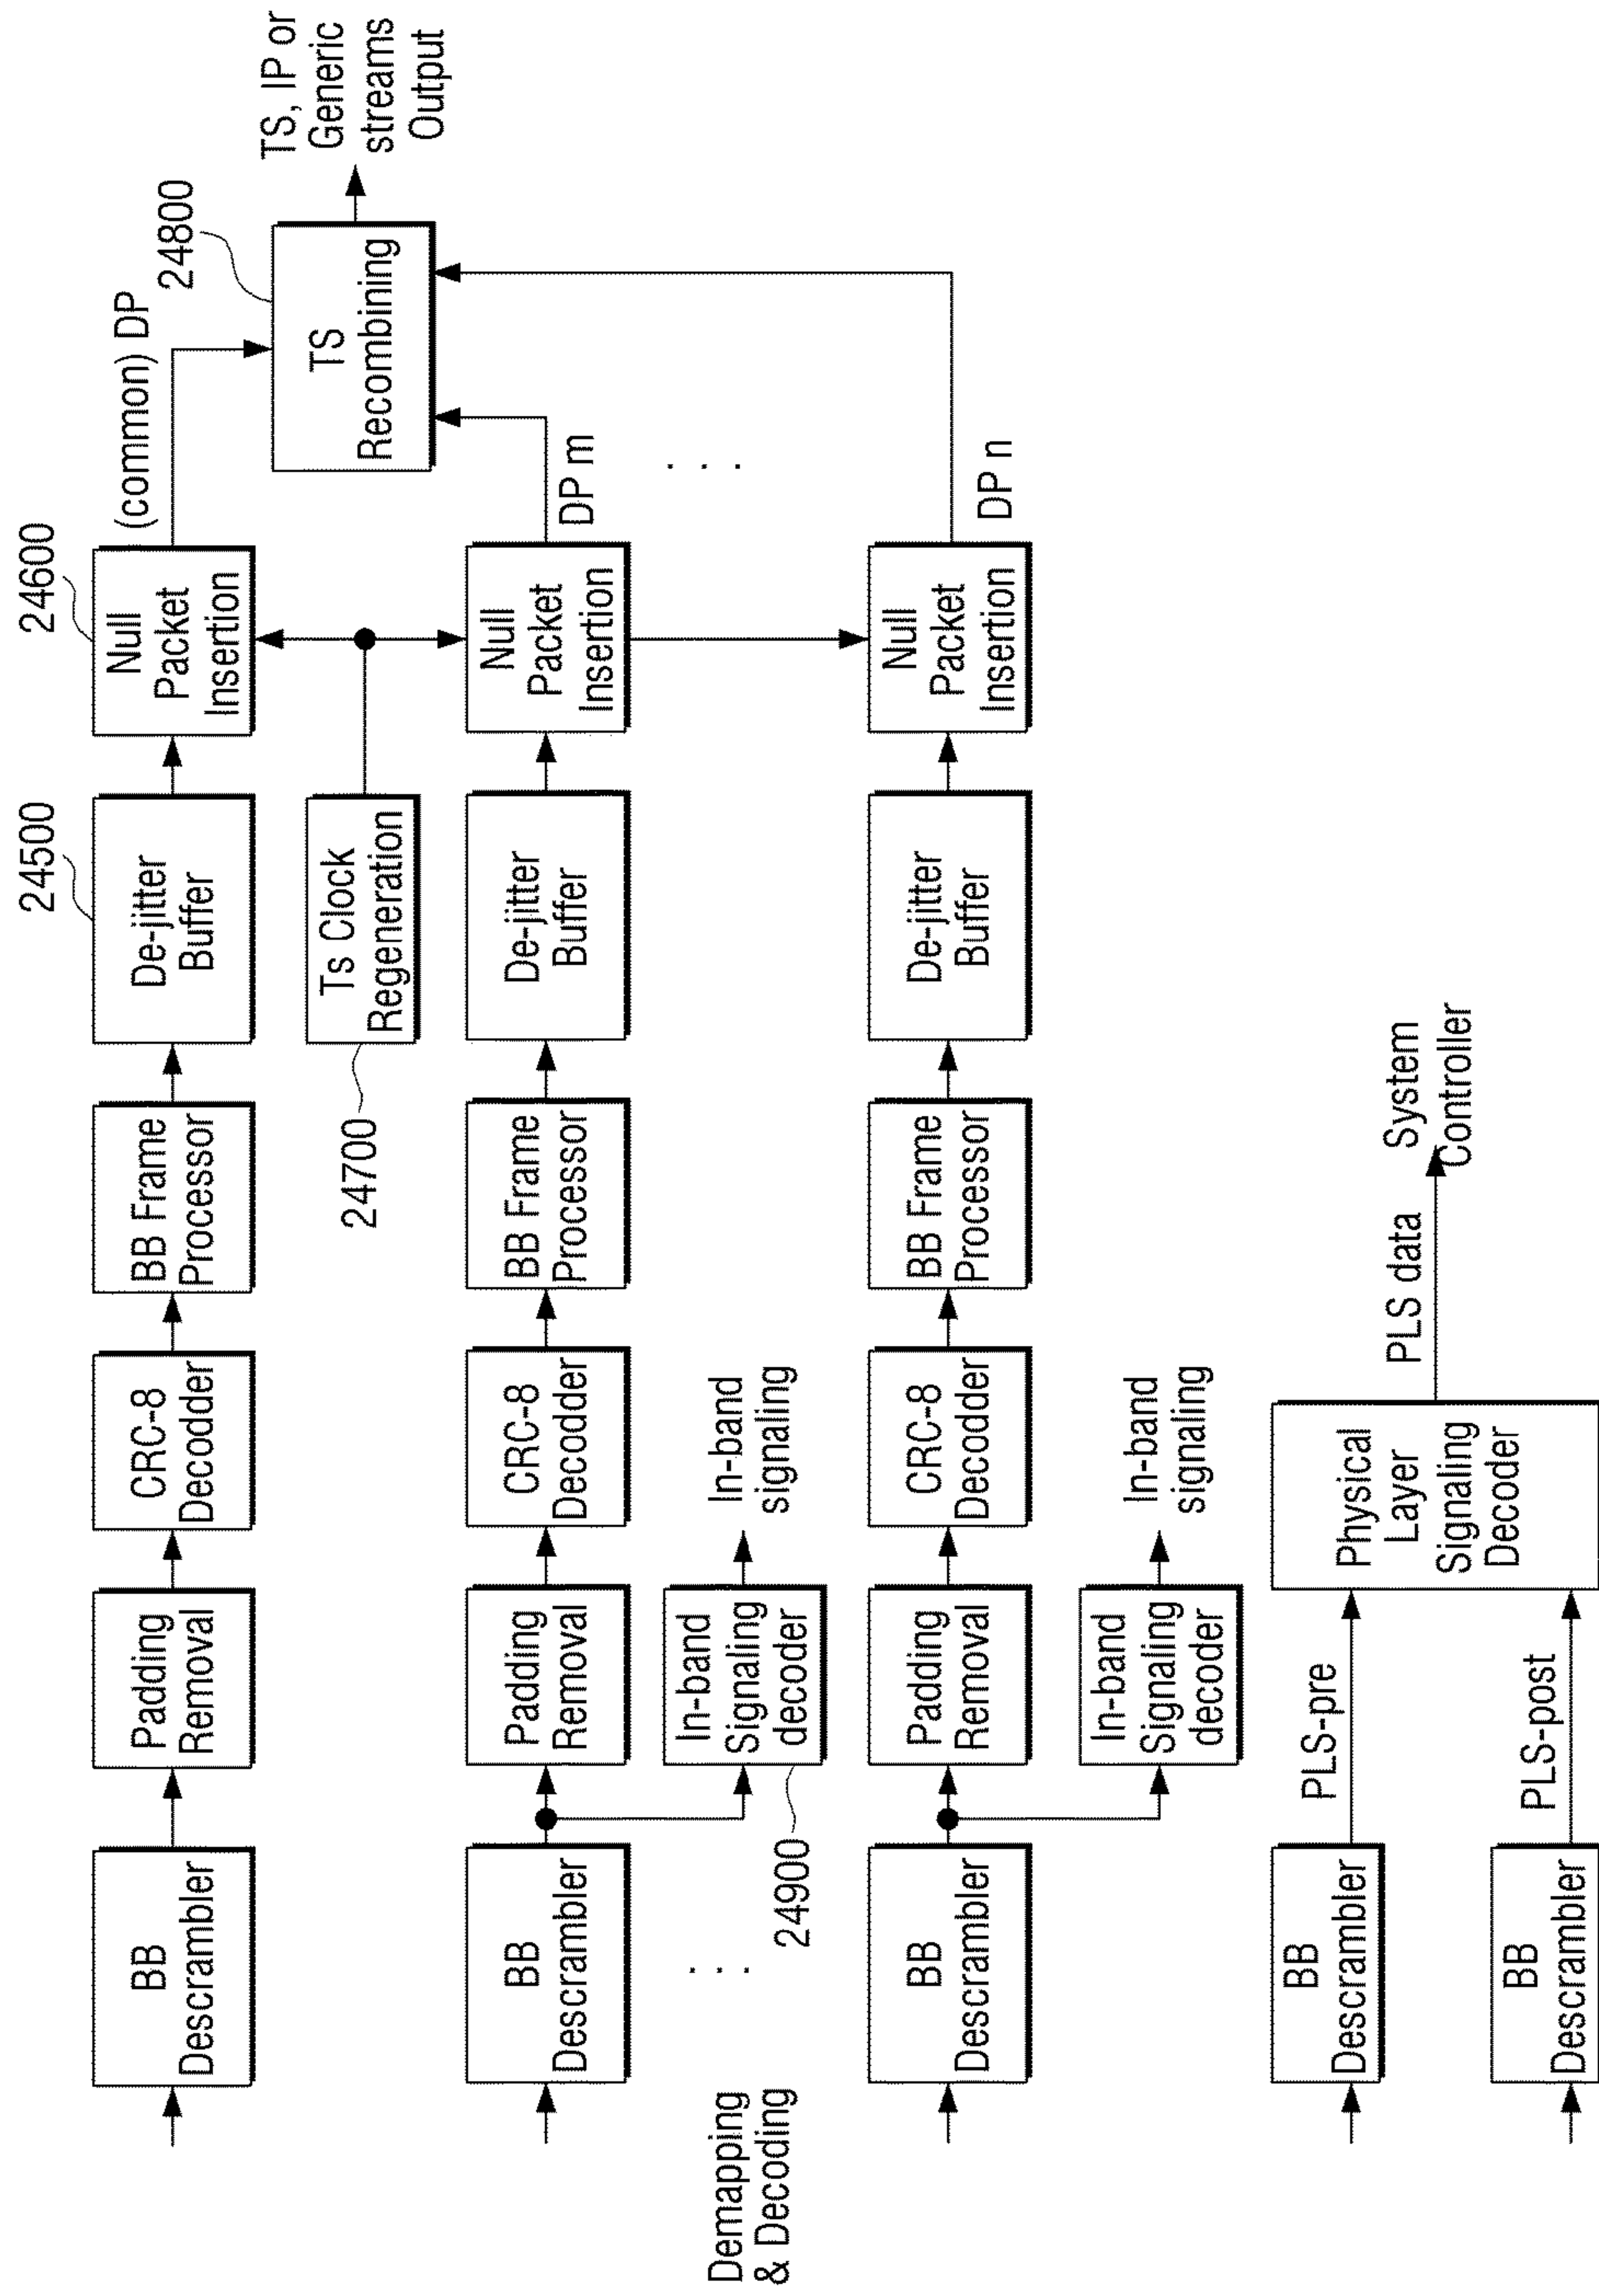 24500
24600
(common) DP
24800
BB
Descrambler
Padding
Removal
CRC-8
Decodder
BB Frame
Processor
De-jitter
Buffer
Null
Packet
Insertion
TS
Recombining
TS, IP or
Generic
streams
Output
24700
Ts Clock
Regeneration
BB
Descrambler
Padding
Removal
CRC-8
Decodder
BB Frame
Processor
De-jitter
Buffer
Null
Packet
Insertion
DP m
Demapping
& Decoding
. . .
24900
In-band
Signaling
decoder
In-band
signaling
. . .
BB
Descrambler
Padding
Removal
CRC-8
Decodder
BB Frame
Processor
De-jitter
Buffer
Null
Packet
Insertion
DP n
In-band
Signaling
decoder
In-band
signaling
BB
Descrambler
PLS-pre
Physical
Layer
Signaling
Decoder
PLS data
System
Controller
BB
Descrambler
PLS-post